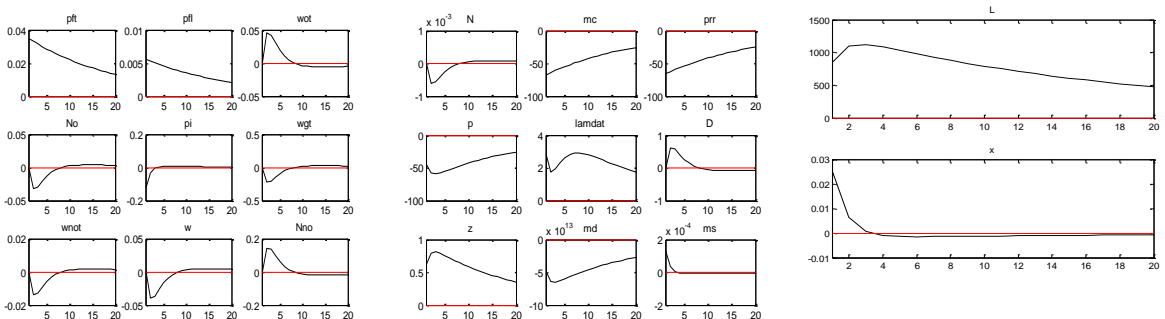 pft pfl wot
0.04 0.01 0.05
0.02 0.005 0
0 0 -0.05
5 10 15 20 5 10 15 20 5 10 15 20
No pi wgt
0.05 0.2 0.5
0 0 0
-0.05 -0.2 -0.5
5 10 15 20 5 10 15 20 5 10 15 20
wnot w Nno
0.02 0.05 0.2
0 0 0
-0.02 -0.05 -0.2
5 10 15 20 5 10 15 20 5 10 15 20
x 10-3 N mc prr
1 0 0
0 -50 -50
-1 -100 -100
5 10 15 20 5 10 15 20 5 10 15 20
p lamdat D
0 4 1
-50 2 0
-100 0 -1
5 10 15 20 5 10 15 20 5 10 15 20
z x 10-13 md x 10-4 ms
1 0 2
0.5 -5 0
0 -10 -2
5 10 15 20 5 10 15 20 5 10 15 20
L
1500
1000
500
0
2 4 6 8 10 12 14 16 18 20
x
0.03
0.02
0.01
0
-0.01
2 4 6 8 10 12 14 16 18 20